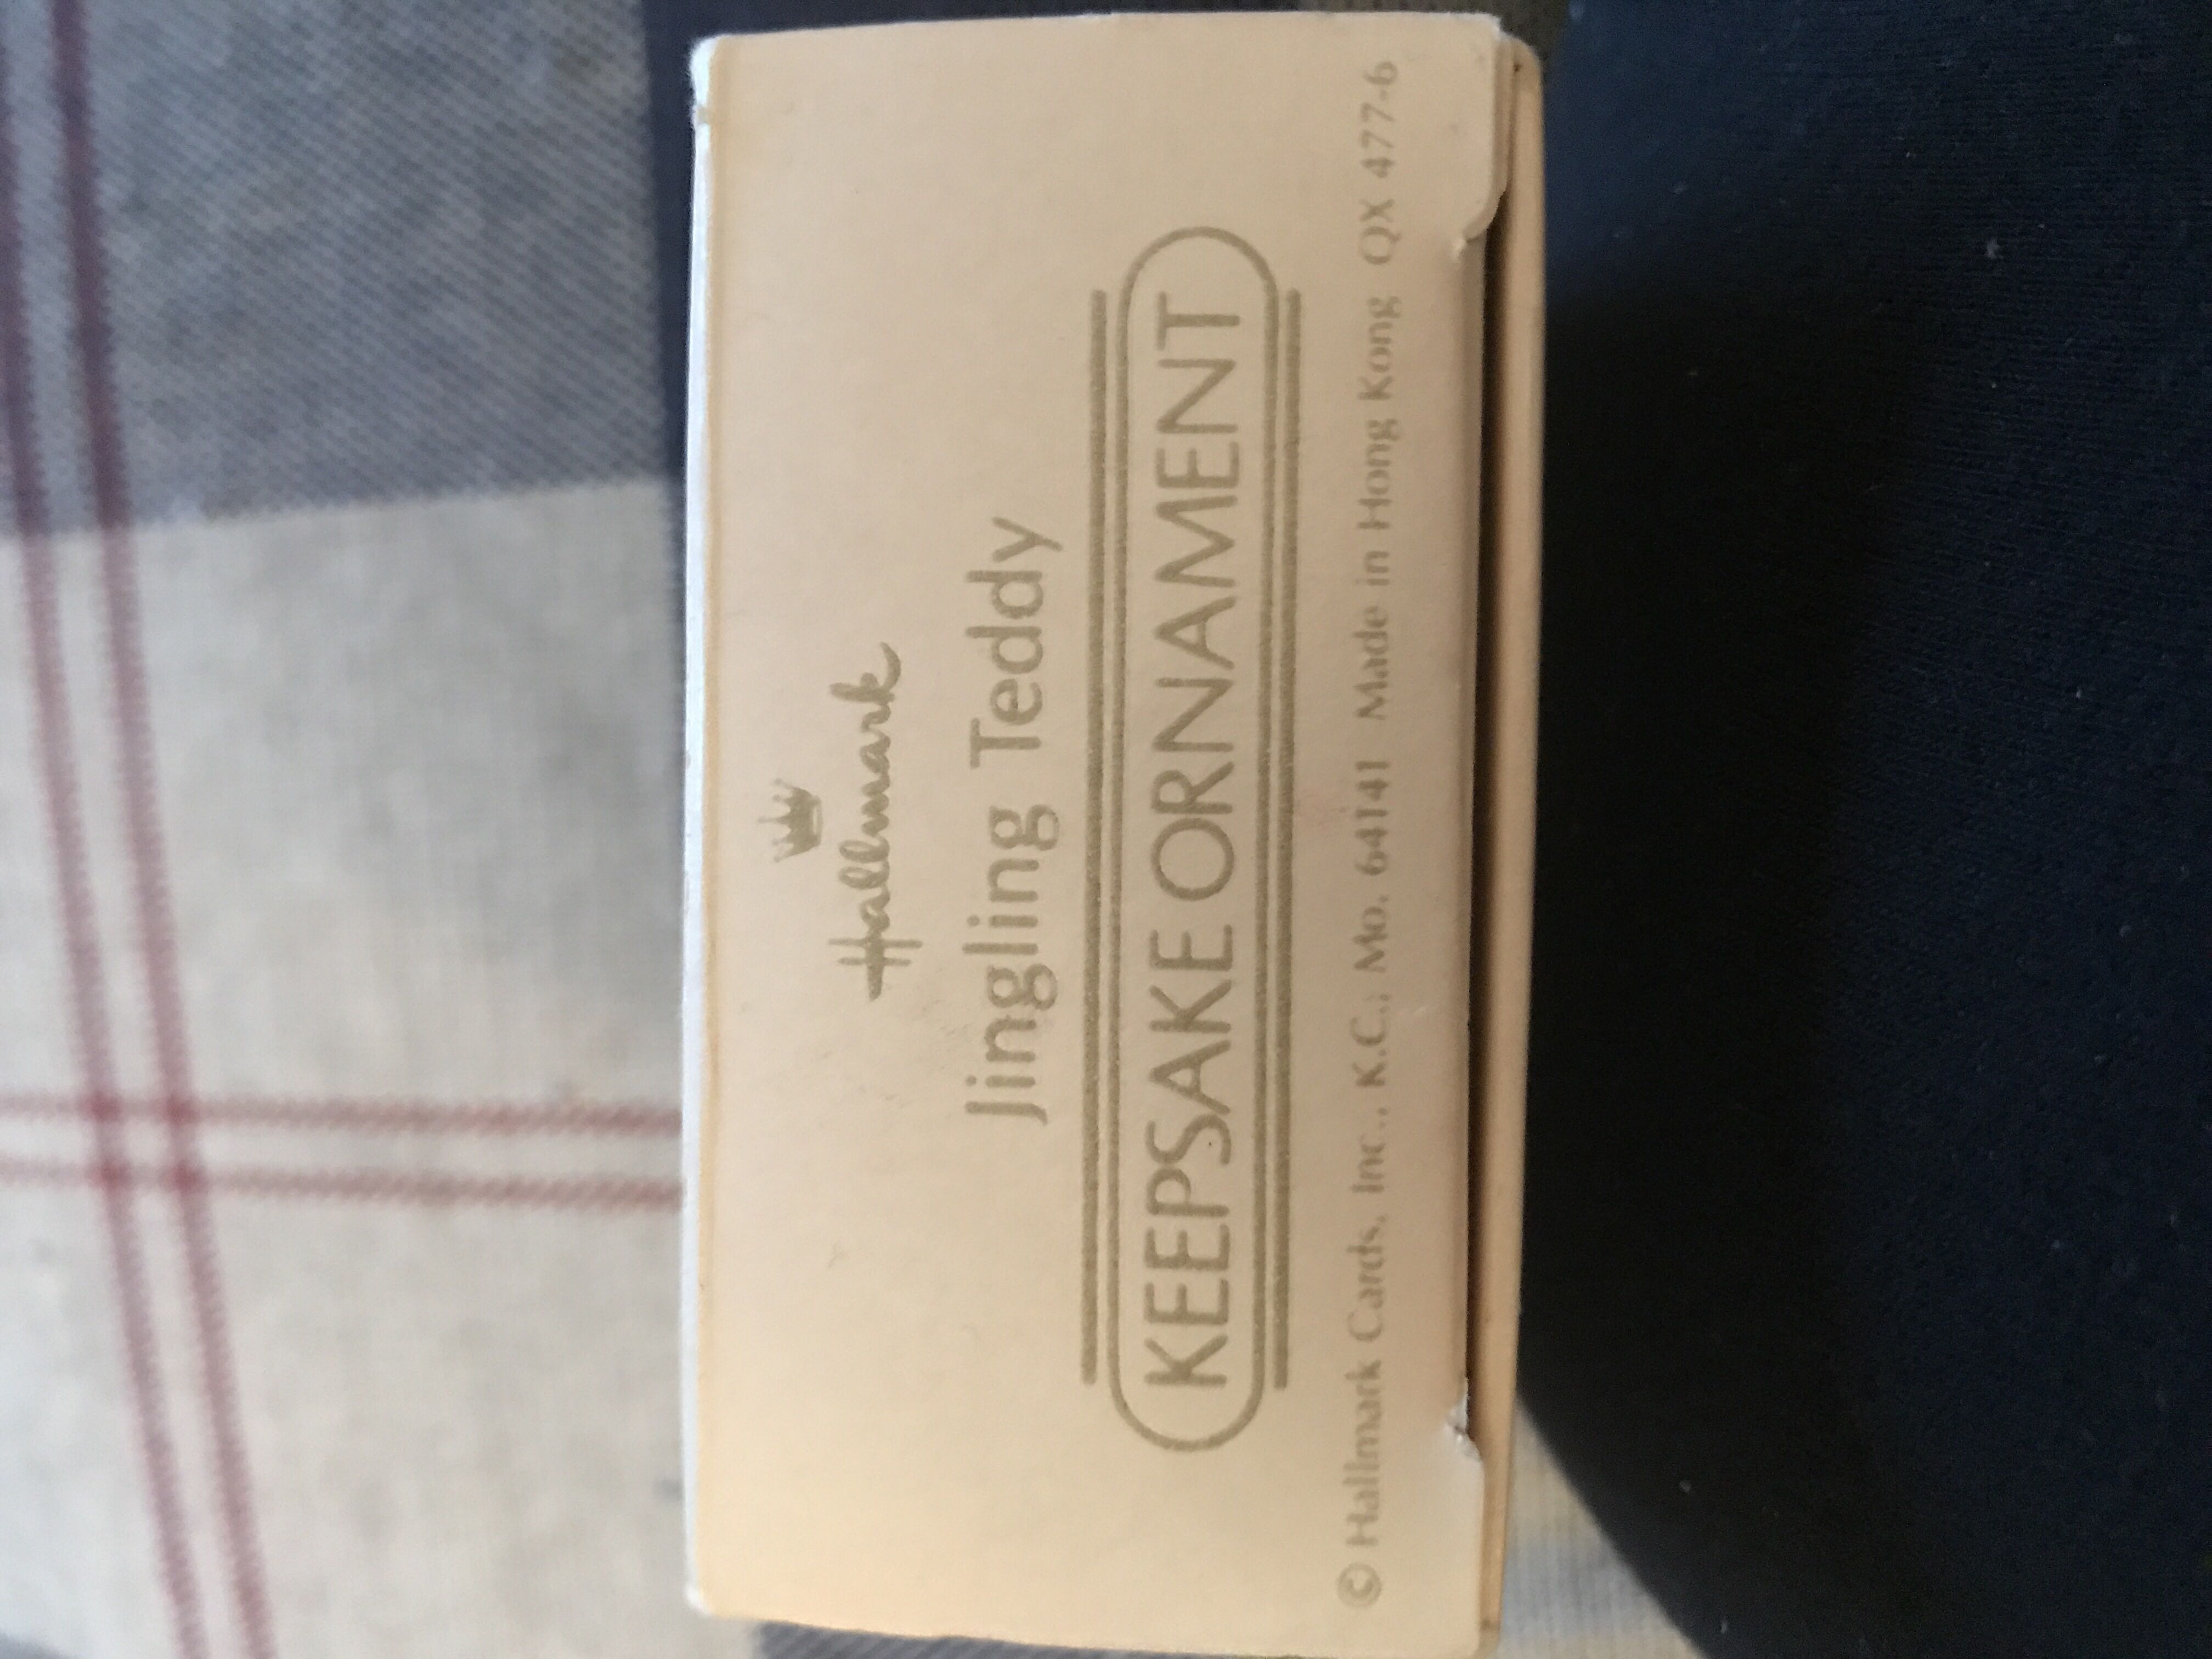 Hallmark
Jingling Teddy
KEEPSAKE ORNAMENT
© Hallmark Cards, Inc., K.C., Mo. 64141 Made in Hong Kong QX 477-6